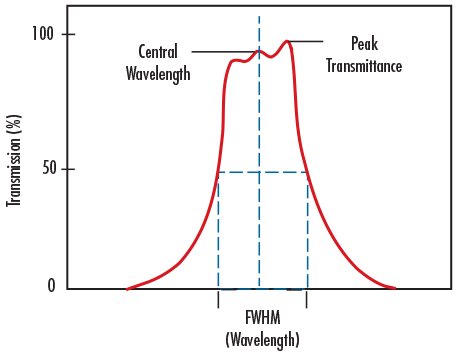 100
Central
Wavelength
Peak
Transmittance
Transmission (%)
50
0
FWHM
(Wavelength)